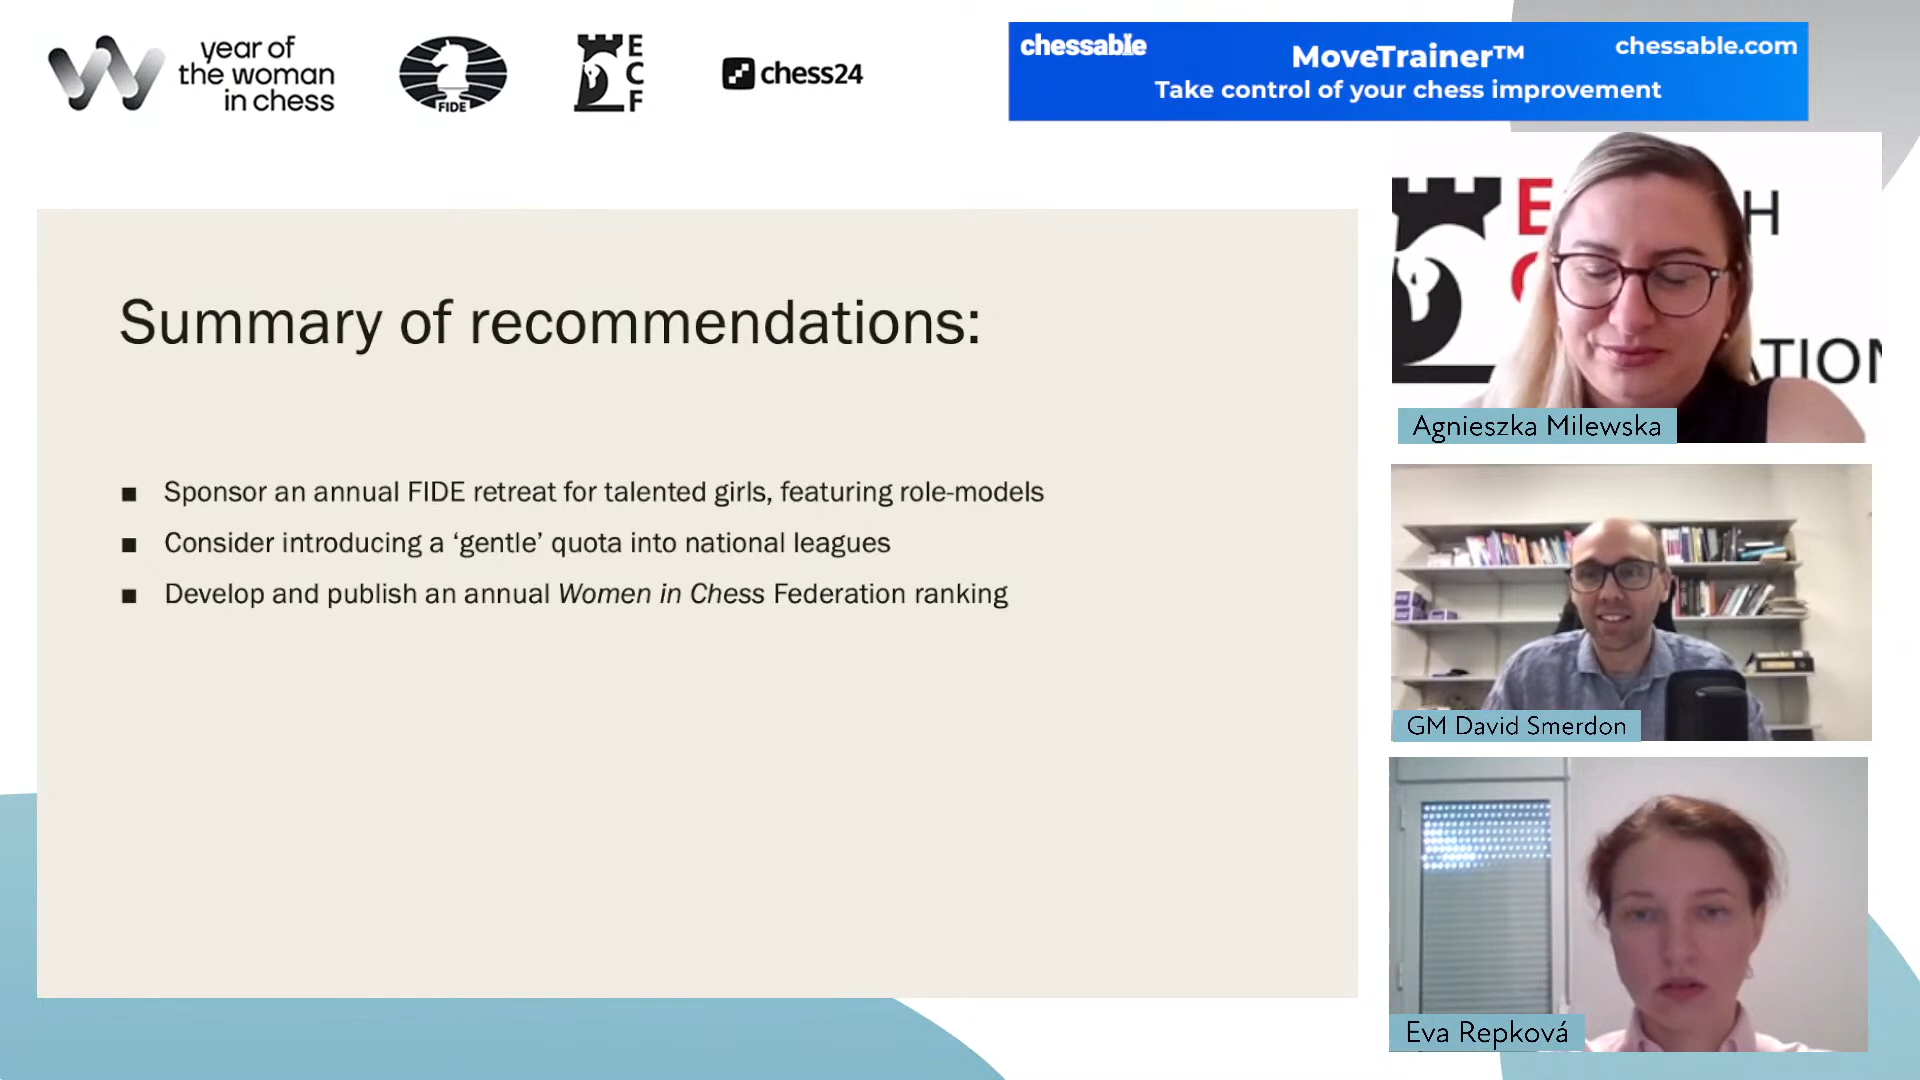 year of
the woman
in chess
FIDE
E
C
F
chess24
chessable
MoveTrainer™
chessable.com
Take control of your chess improvement
Summary of recommendations:
■ Sponsor an annual FIDE retreat for talented girls, featuring role-models
■ Consider introducing a ‘gentle’ quota into national leagues
■ Develop and publish an annual Women in Chess Federation ranking
Agnieszka Milewska
GM David Smerdon
Eva Repková